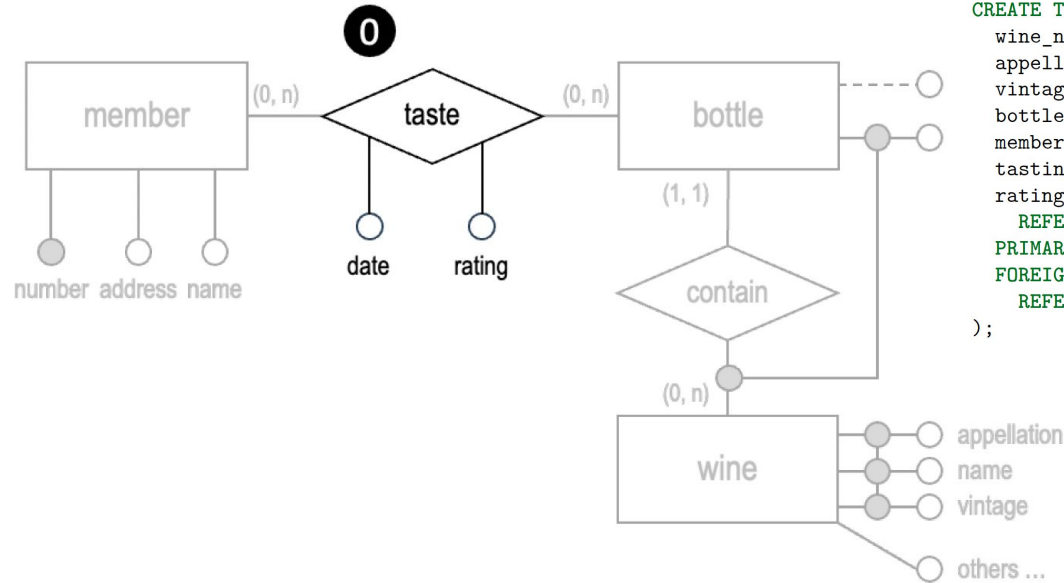 0
member
(0, n)
taste
(0, n)
bottle
number address name
date
rating
(1, 1)
contain
(0, n)
wine
appellation
name
vintage
others ...
CREATE T
wine_n
appell
vintag
bottle
member
tastin
rating
REFE
PRIMAR
FOREIG
REFE
);